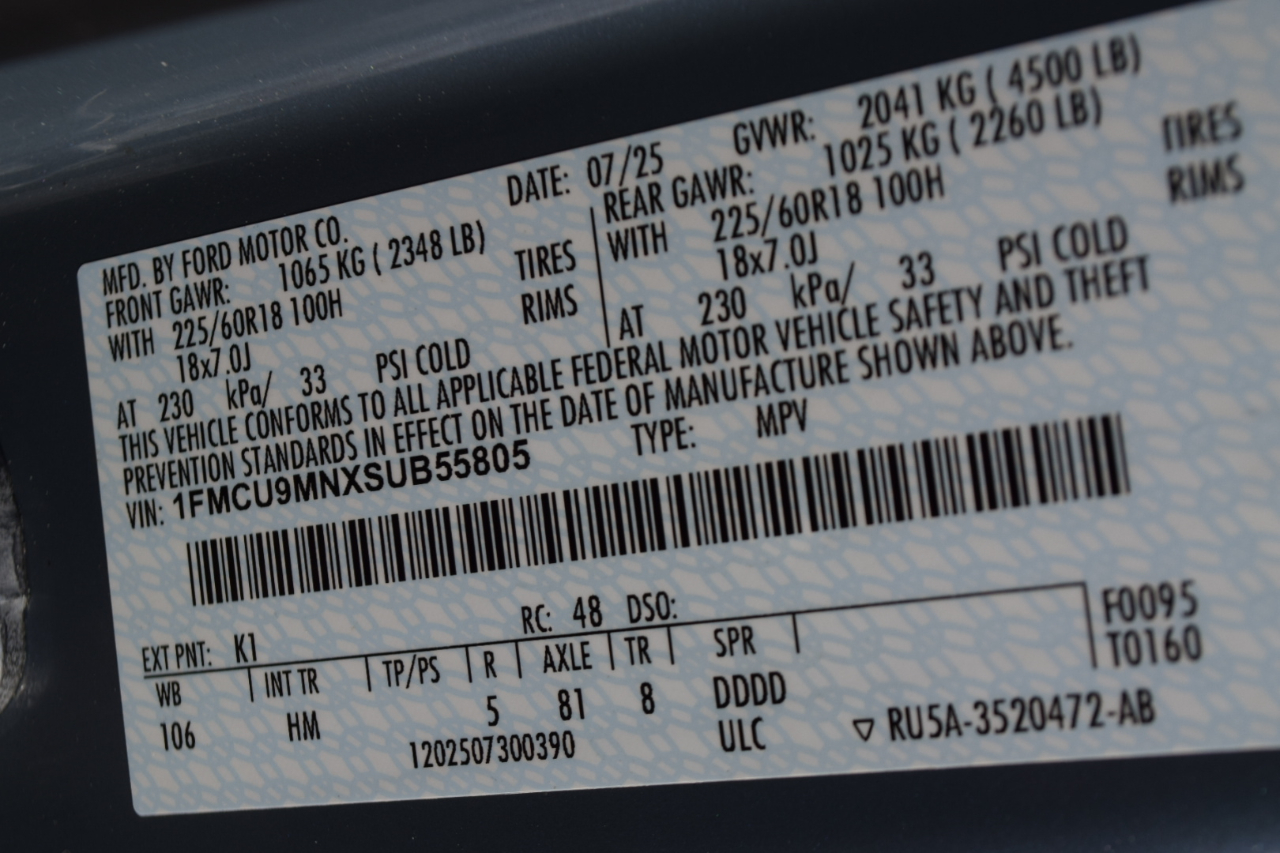 MFD. BY FORD MOTOR CO. DATE: 07/25 GVWR: 2041 KG ( 4500 LB)
FRONT GAWR: 1065 KG ( 2348 LB) REAR GAWR: 1025 KG ( 2260 LB)
WITH 225/60R18 100H TIRES WITH 225/60R18 100H TIRES
18x7.0J RIMS 18x7.0J RIMS
AT 230 kPa/ 33 PSI COLD AT 230 kPa/ 33 PSI COLD
THIS VEHICLE CONFORMS TO ALL APPLICABLE FEDERAL MOTOR VEHICLE SAFETY AND THEFT
PREVENTION STANDARDS IN EFFECT ON THE DATE OF MANUFACTURE SHOWN ABOVE.
VIN: 1FMCU9MNXSUB55805 TYPE: MPV
EXT PNT: K1 RC: 48 DSO:
WB INT TR TP/PS R AXLE TR SPR F0095
106 HM 5 81 8 DDDD T0160
1202507300390 ULC ▽ RU5A-3520472-AB